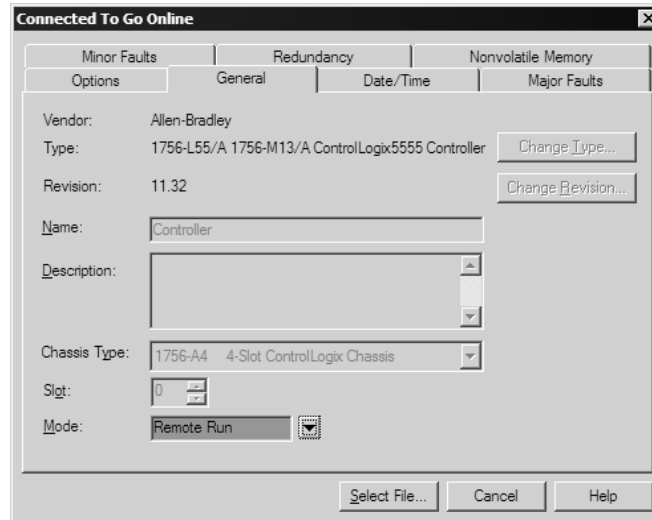 Connected To Go Online
Minor Faults Redundancy Nonvolatile Memory
Options General Date/Time Major Faults
Vendor: Allen-Bradley
Type: 1756-L55/A 1756-M13/A ControlLogix5555 Controller Change Type...
Revision: 11.32 Change Revision...
Name: Controller
Description:
Chassis Type: 1756-A4 4-Slot ControlLogix Chassis
Slot: 0
Mode: Remote Run
Select File... Cancel Help